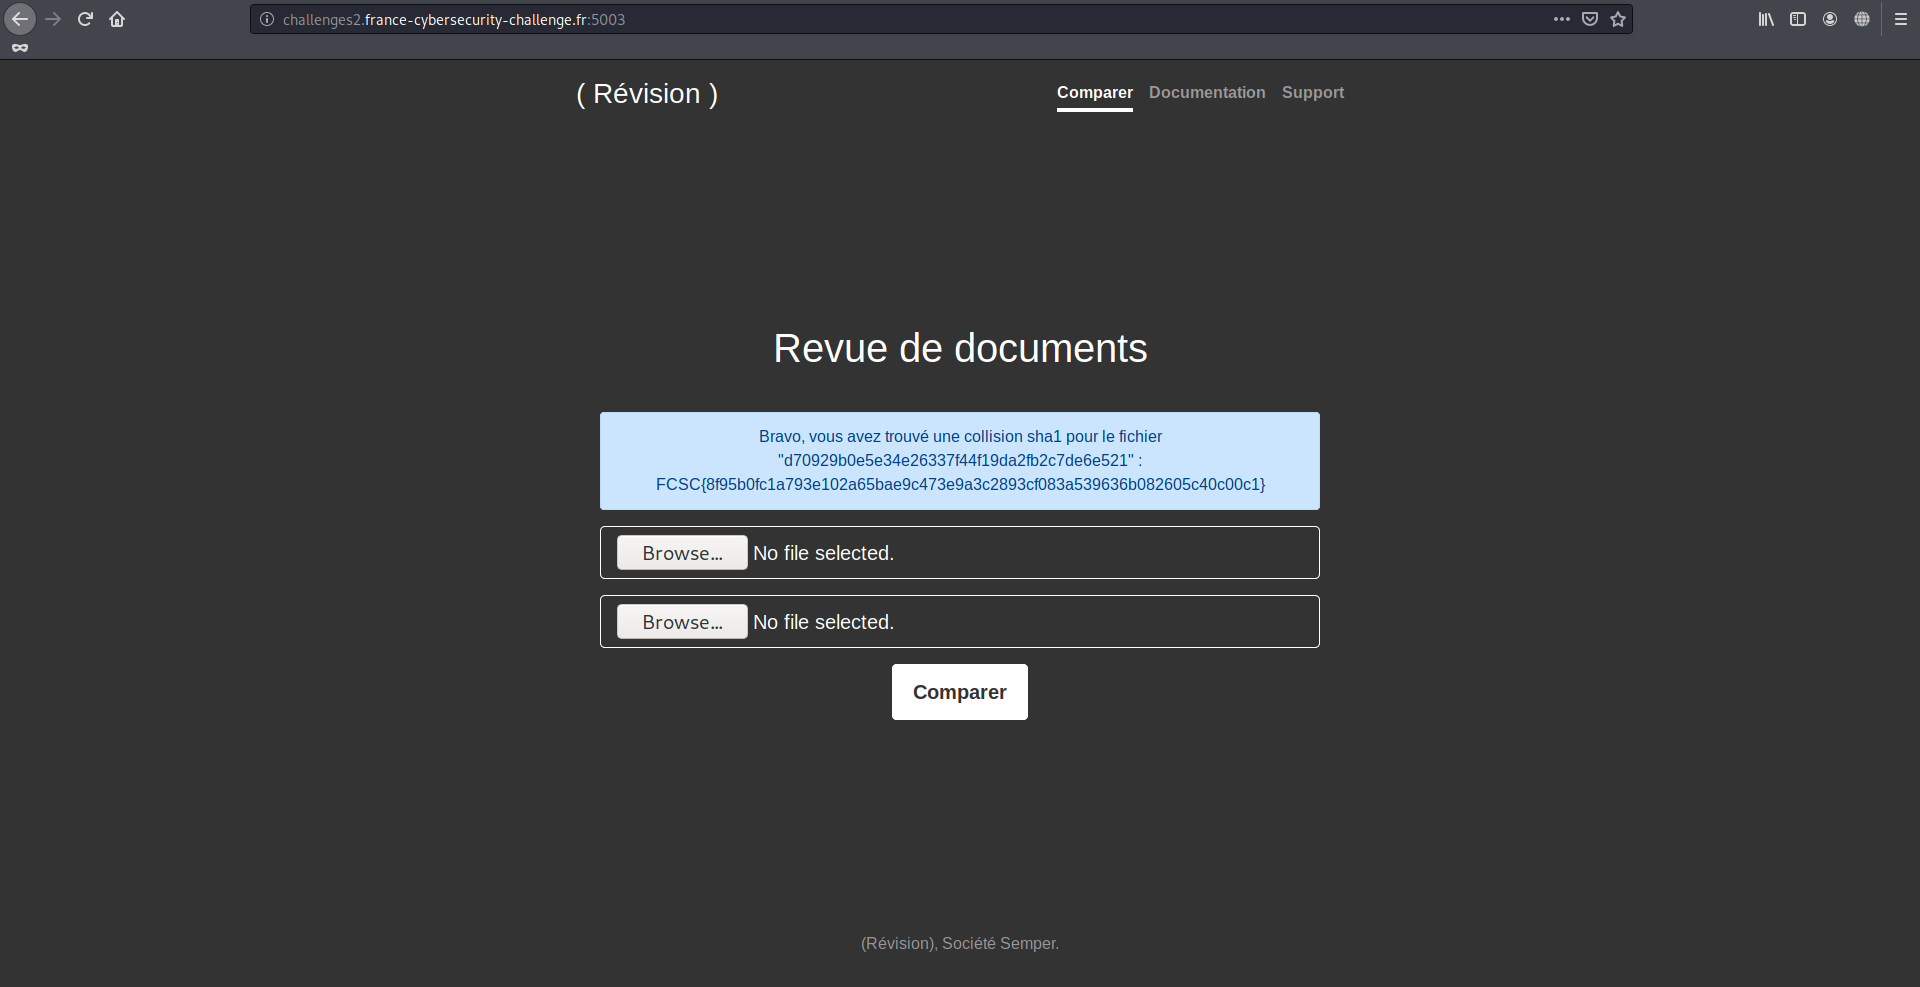 challenges2.france-cybersecurity-challenge.fr:5003
( Révision )
Comparer Documentation Support
Revue de documents
Bravo, vous avez trouvé une collision sha1 pour le fichier
"d70929b0e5e34e26337f44f19da2fb2c7de6e521" :
FCSC{8f95b0fc1a793e102a65bae9c473e9a3c2893cf083a539636b082605c40c00c1}
Browse... No file selected.
Browse... No file selected.
Comparer
(Révision), Société Semper.